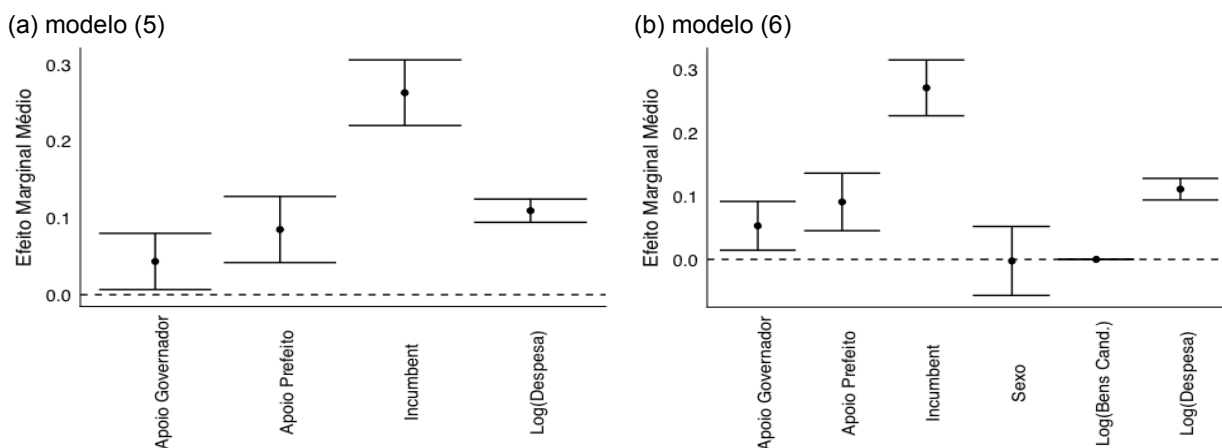 (a) modelo (5)
Efeito Marginal Médio
0.3
0.2
0.1
0.0
Apoio Governador
Apoio Prefeito
Incumbent
Log(Despesa)
(b) modelo (6)
Efeito Marginal Médio
0.3
0.2
0.1
0.0
Apoio Governador
Apoio Prefeito
Incumbent
Sexo
Log(Bens Cand.)
Log(Despesa)